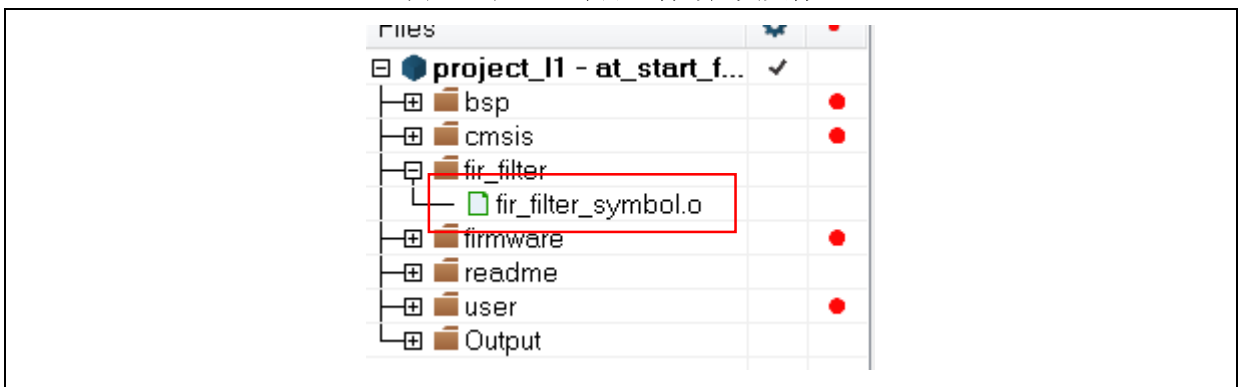 Files
project_l1 - at_start_f...
bsp
cmsis
fir_filter
fir_filter_symbol.o
firmware
readme
user
Output